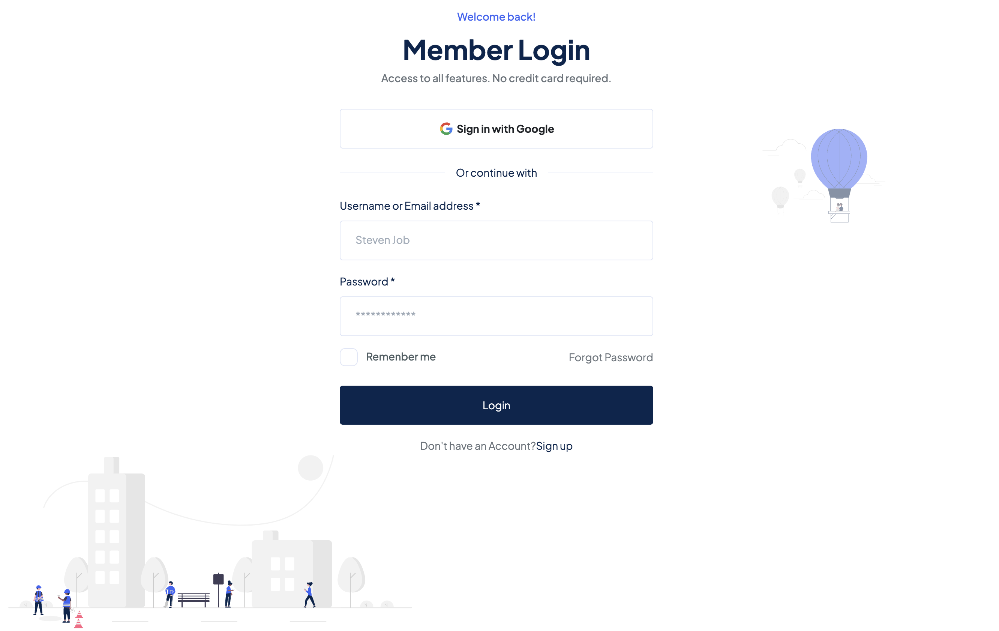 Welcome back!
Member Login
Access to all features. No credit card required.
Sign in with Google
Or continue with
Username or Email address *
Steven Job
Password *
************
Remenber me
Forgot Password
Login
Don't have an Account?Sign up